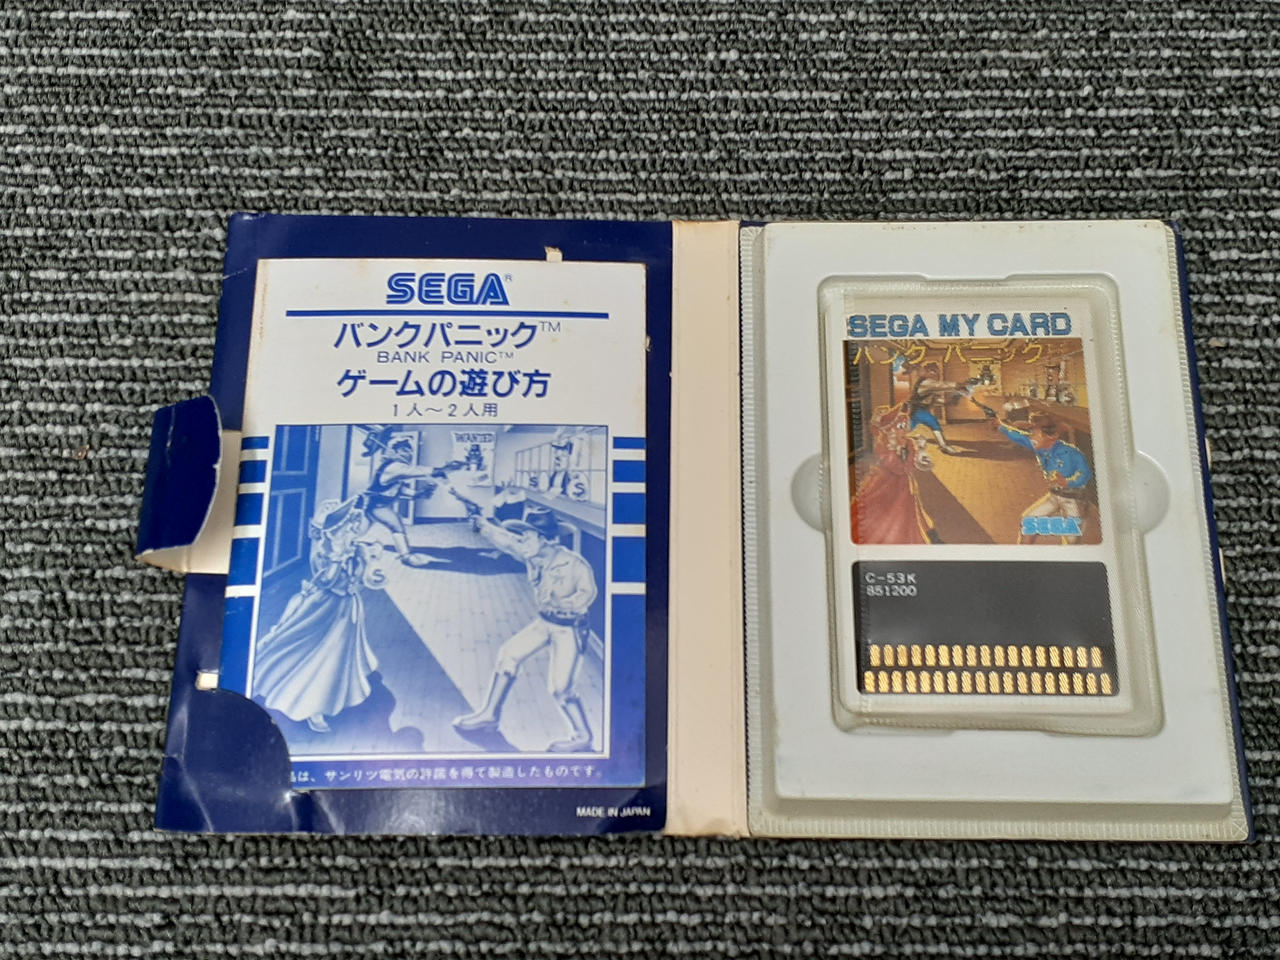 SEGA®
バンクパニック™
BANK PANIC™
ゲームの遊び方
1人〜2人用
WANTED
$ $
$
は、サンリツ電気の許諾を得て製造したものです。
MADE IN JAPAN
SEGA MY CARD
バンクパニック
SEGA
C-53K
851200